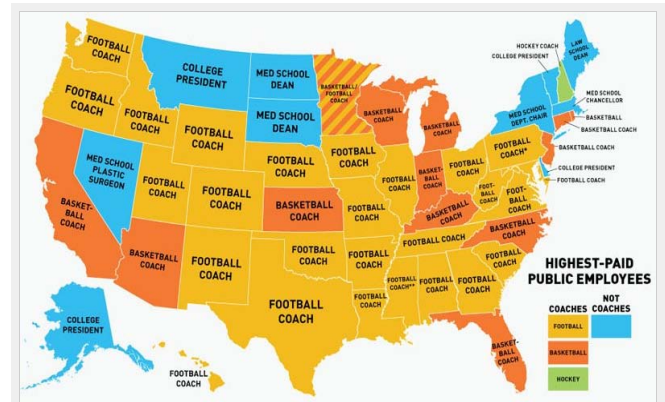 FOOTBALL
COACH
FOOTBALL
COACH
FOOTBALL
COACH
COLLEGE
PRESIDENT
FOOTBALL
COACH
MED SCHOOL
PLASTIC
SURGEON
BASKET-
BALL
COACH
FOOTBALL
COACH
BASKETBALL
COACH
FOOTBALL
COACH
FOOTBALL
COACH
MED SCHOOL
DEAN
MED SCHOOL
DEAN
FOOTBALL
COACH
BASKETBALL
COACH
FOOTBALL
COACH
FOOTBALL
COACH
BASKETBALL/
FOOTBALL
COACH
FOOTBALL
COACH
FOOTBALL
COACH
FOOTBALL
COACH
FOOTBALL
COACH
BASKETBALL
COACH
FOOTBALL
COACH
BASKETBALL
COACH
BASKET-
BALL
COACH
FOOTBALL
COACH
BASKETBALL
COACH
FOOTBALL COACH
FOOTBALL
COACH**
FOOTBALL
COACH
FOOTBALL
COACH
BASKET-
BALL
COACH
FOOTBALL
COACH
BASKETBALL
COACH
FOOT-
BALL
COACH
FOOT-
BALL
COACH
FOOTBALL
COACH*
MED SCHOOL
DEPT. CHAIR
HOCKEY COACH
COLLEGE PRESIDENT
LAW
SCHOOL
DEAN
MED SCHOOL
CHANCELLOR
BASKETBALL
BASKETBALL COACH
BASKETBALL COACH
COLLEGE PRESIDENT
FOOTBALL COACH
COLLEGE
PRESIDENT
FOOTBALL
COACH
HIGHEST-PAID
PUBLIC EMPLOYEES
COACHES
NOT
COACHES
FOOTBALL
BASKETBALL
HOCKEY